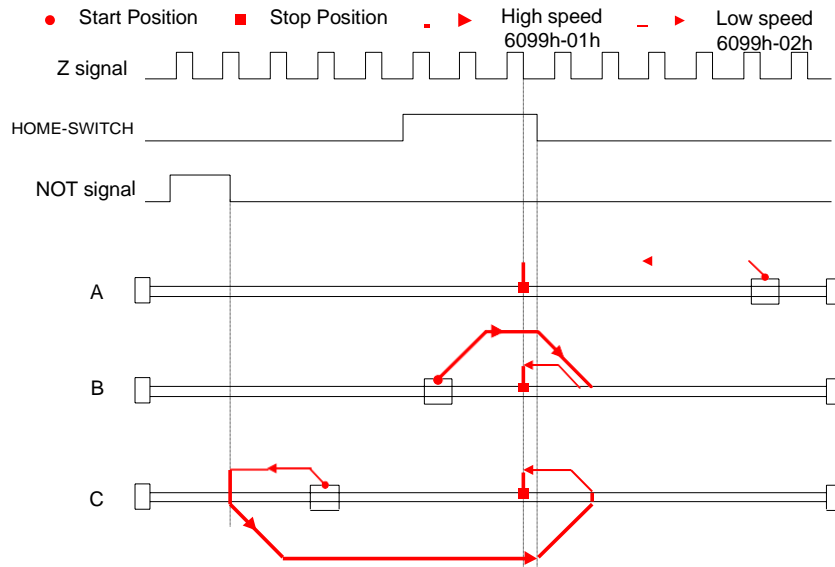 Start Position
Stop Position
High speed
6099h-01h
Low speed
6099h-02h
Z signal
HOME-SWITCH
NOT signal
A
B
C